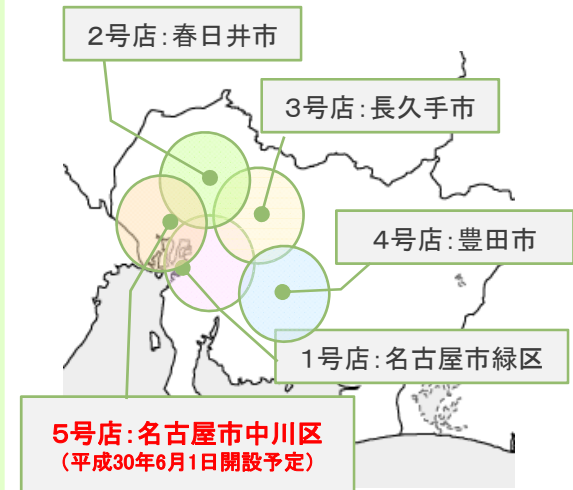 2号店:春日井市
3号店:長久手市
4号店:豊田市
1号店:名古屋市緑区
5号店:名古屋市中川区
(平成30年6月1日開設予定)